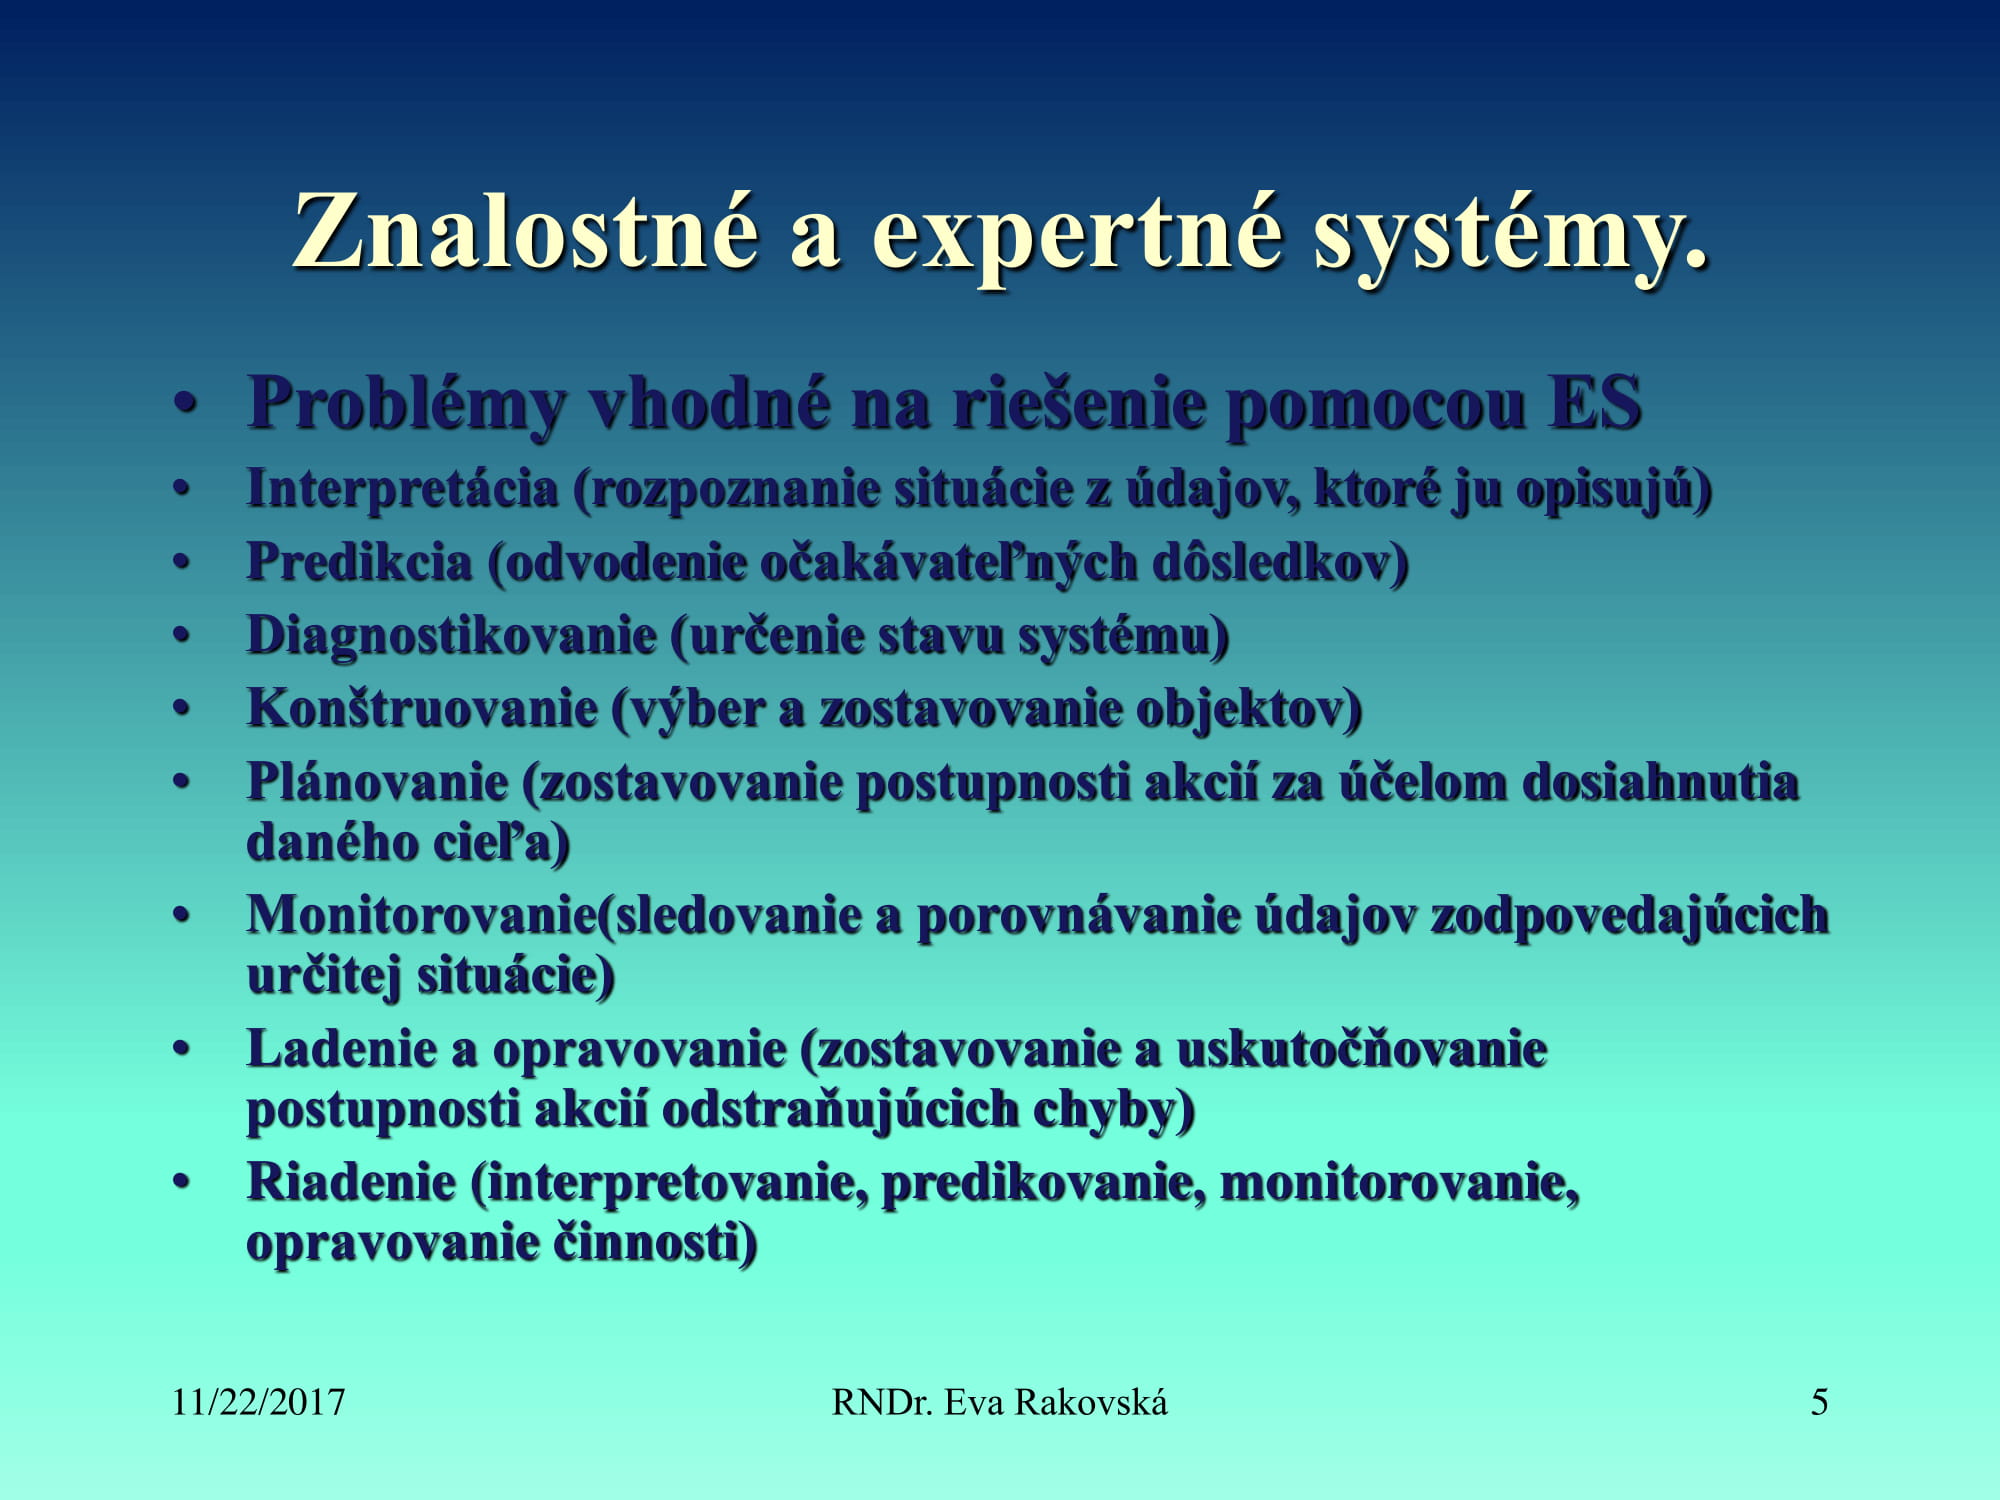 Znalostné a expertné systémy.
• Problémy vhodné na riešenie pomocou ES
• Interpretácia (rozpoznanie situácie z údajov, ktoré ju opisujú)
• Predikcia (odvodenie očakávateľných dôsledkov)
• Diagnostikovanie (určenie stavu systému)
• Konštruovanie (výber a zostavovanie objektov)
• Plánovanie (zostavovanie postupnosti akcií za účelom dosiahnutia
daného cieľa)
• Monitorovanie(sledovanie a porovnávanie údajov zodpovedajúcich
určitej situácie)
• Ladenie a opravovanie (zostavovanie a uskutočňovanie
postupnosti akcií odstraňujúcich chyby)
• Riadenie (interpretovanie, predikovanie, monitorovanie,
opravovanie činnosti)
11/22/2017 RNDr. Eva Rakovská 5